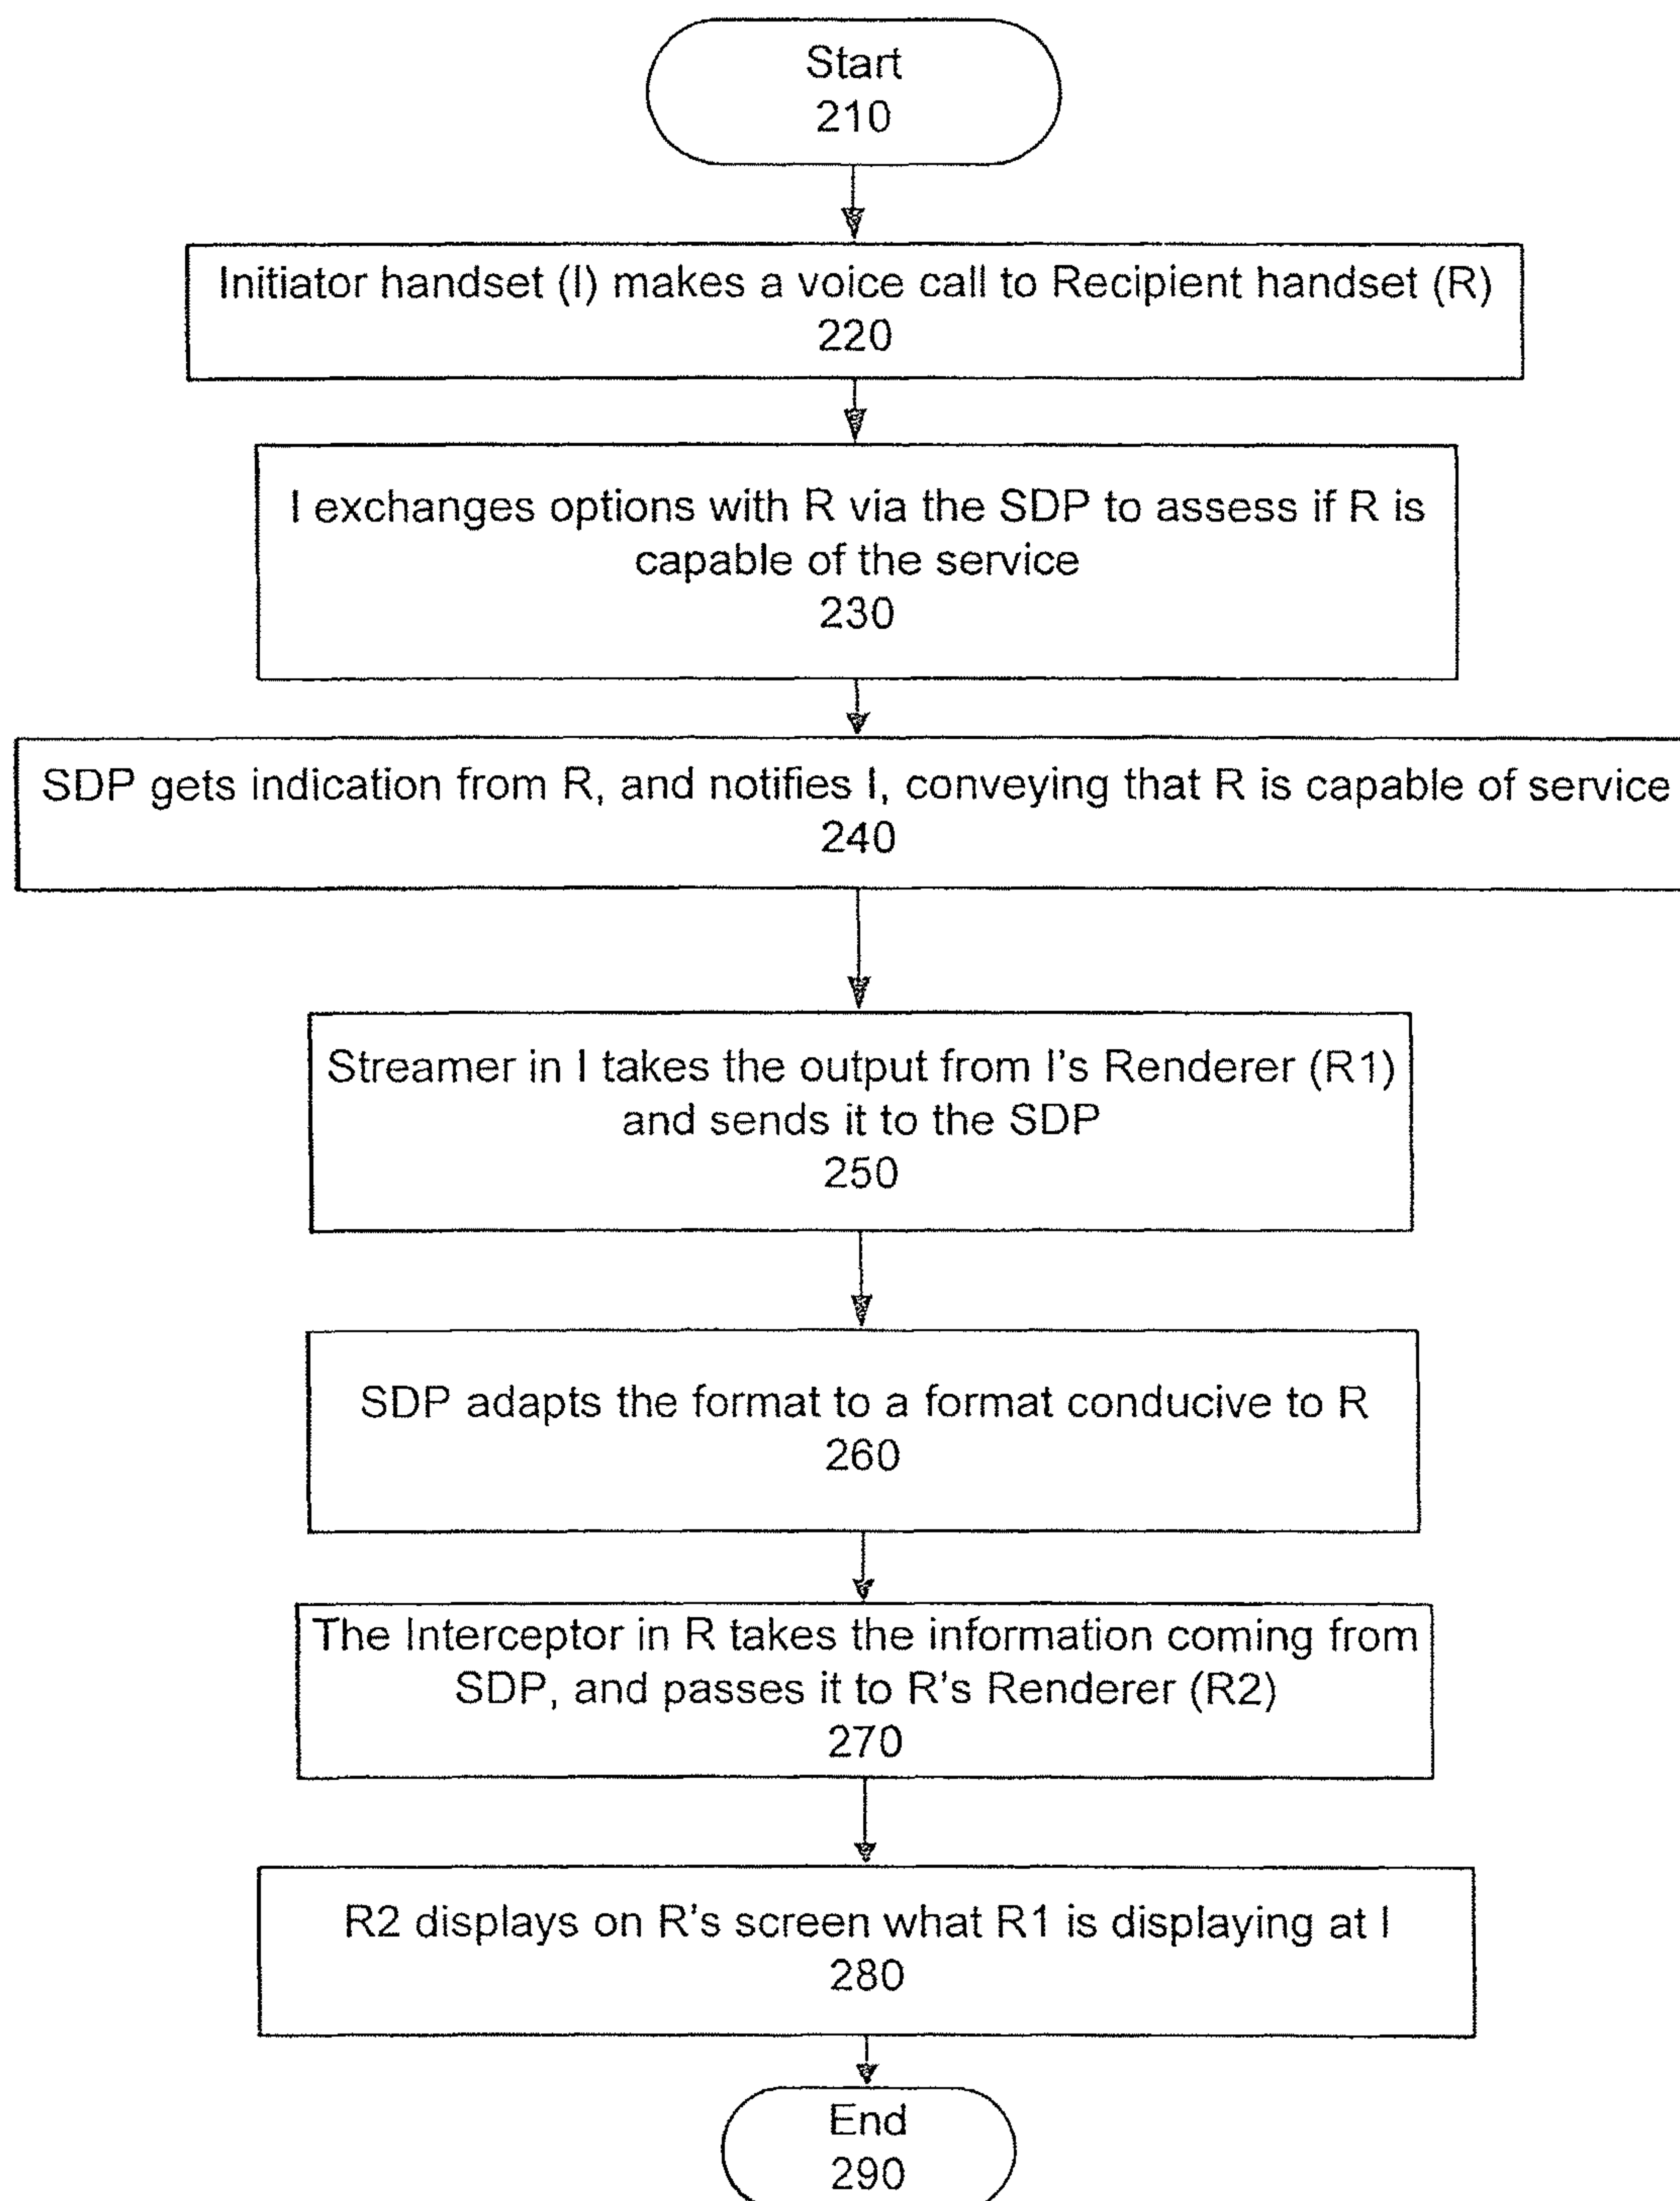 Start
210
Initiator handset (I) makes a voice call to Recipient handset (R)
220
I exchanges options with R via the SDP to assess if R is
capable of the service
230
SDP gets indication from R, and notifies I, conveying that R is capable of service
240
Streamer in I takes the output from I's Renderer (R1)
and sends it to the SDP
250
SDP adapts the format to a format conducive to R
260
The Interceptor in R takes the information coming from
SDP, and passes it to R's Renderer (R2)
270
R2 displays on R's screen what R1 is displaying at I
280
End
290